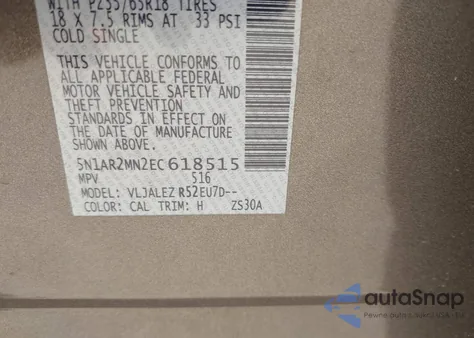 WITH P235/65R18 TIRES
18 X 7.5 RIMS AT 33 PSI
COLD SINGLE
THIS VEHICLE CONFORMS TO
ALL APPLICABLE FEDERAL
MOTOR VEHICLE SAFETY AND
THEFT PREVENTION
STANDARDS IN EFFECT ON
THE DATE OF MANUFACTURE
SHOWN ABOVE.
5N1AR2MN2EC618515
MPV 516
MODEL: VLJALEZ R52EU7D--
COLOR: CAL TRIM: H ZS30A
autaSnap